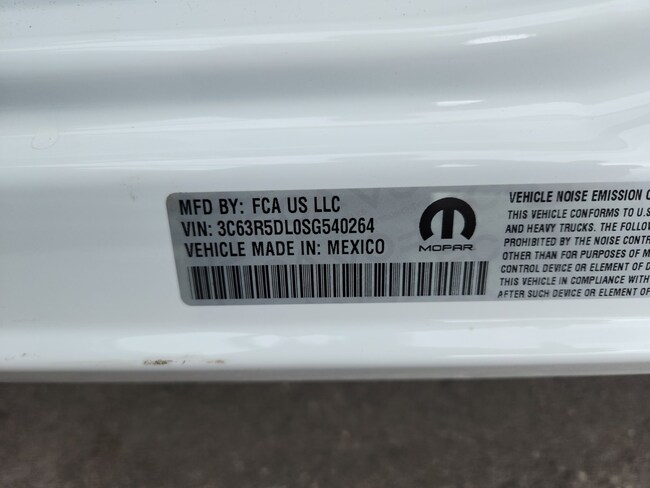 MFD BY: FCA US LLC
VIN: 3C63R5DL0SG540264
VEHICLE MADE IN: MEXICO
MOPAR
VEHICLE NOISE EMISSION
THIS VEHICLE CONFORMS TO U.S
AND HEAVY TRUCKS. THE FOLLOW
PROHIBITED BY THE NOISE CONTR
OTHER THAN FOR PURPOSES OF M
CONTROL DEVICE OR ELEMENT OF D
THIS VEHICLE IN COMPLIANCE WITH
AFTER SUCH DEVICE OR ELEMENT OF